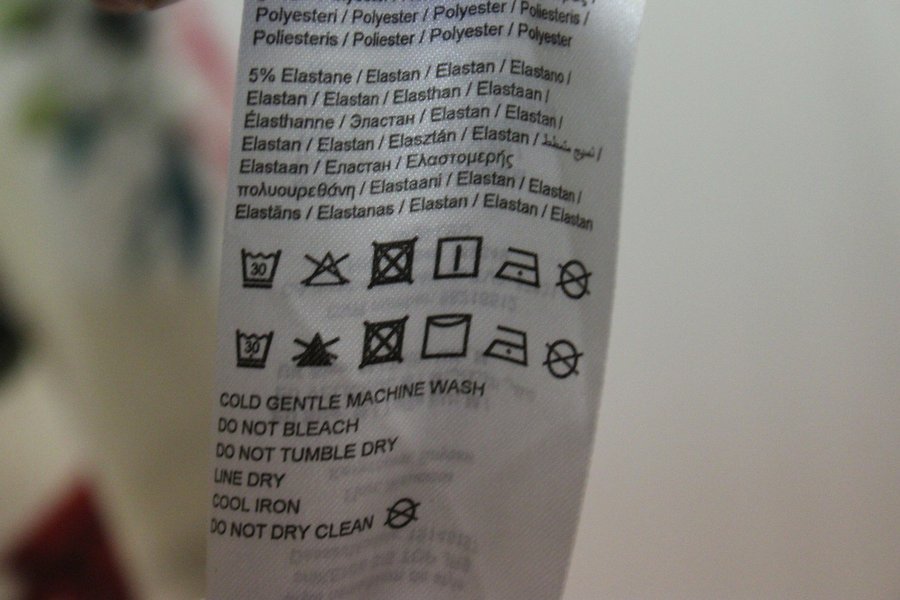 Polyesteri / Polyester / Polyester / Poliesteris /
Poliesteris / Poliester / Polyester / Polyester
5% Elastane / Elastan / Elastan / Elastano /
Elastan / Elastan / Elasthan / Elastaan /
Élasthanne / Эластан / Elastan / Elastan /
Elastan / Elastan / Elasztán / Elastan / نسيج مطاط /
Elastaan / Еластан / Ελαστομερής
πολυουρεθάνη / Elastaani / Elastan / Elastan /
Elastāns / Elastanas / Elastan / Elastan / Elastan
30
30
COLD GENTLE MACHINE WASH
DO NOT BLEACH
DO NOT TUMBLE DRY
LINE DRY
COOL IRON
DO NOT DRY CLEAN